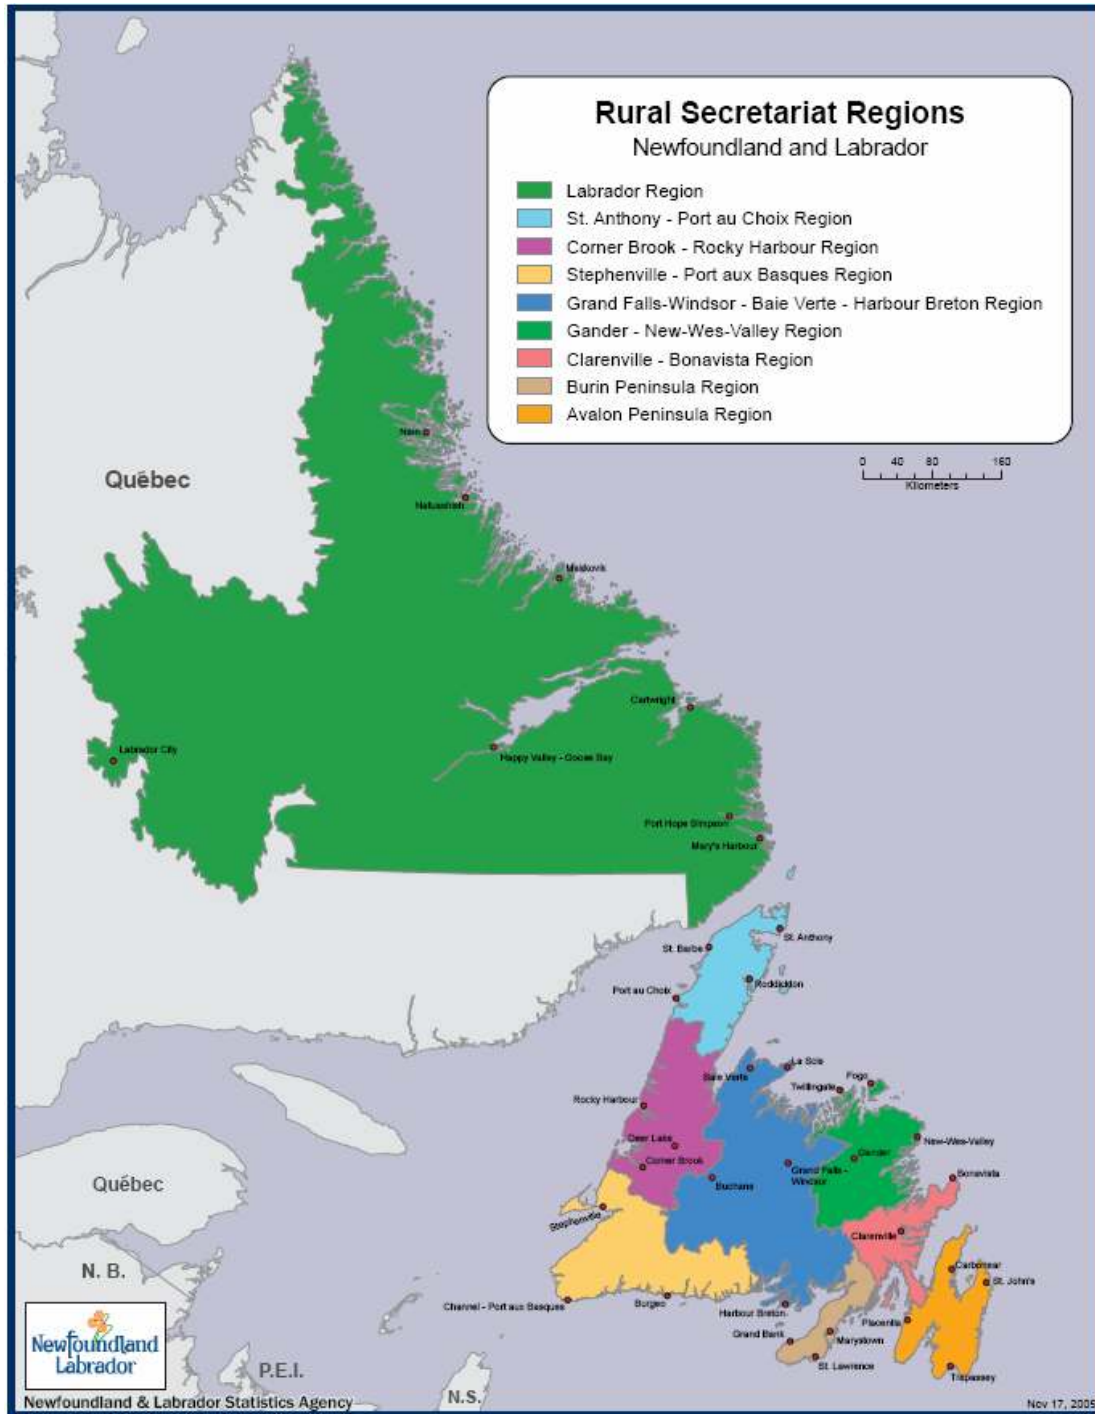 Rural Secretariat Regions
Newfoundland and Labrador
Labrador Region
St. Anthony - Port au Choix Region
Corner Brook - Rocky Harbour Region
Stephenville - Port aux Basques Region
Grand Falls-Windsor - Baie Verte - Harbour Breton Region
Gander - New-Wes-Valley Region
Clarenville - Bonavista Region
Burin Peninsula Region
Avalon Peninsula Region
0 40 80 160
Kilometers
Nain
Québec
Natuashish
Makkovik
Cartwright
Labrador City
Happy Valley - Goose Bay
Port Hope Simpson
Mary's Harbour
St. Anthony
St. Barbe
Roddickton
Port au Choix
La Scie
Baie Verte
Fogo
Twillingate
Rocky Harbour
New-Wes-Valley
Deer Lake
Gander
Corner Brook
Grand Falls -
Windsor
Bonavista
Buchans
Québec
Stephenville
Clarenville
Carbonear
N. B.
St. John's
Channel - Port aux Basques
Burgeo
Harbour Breton
Placentia
Grand Bank
Marystown
St. Lawrence
Trepassey
Newfoundland
Labrador
P.E.I.
N.S.
Newfoundland & Labrador Statistics Agency
Nov 17, 2005